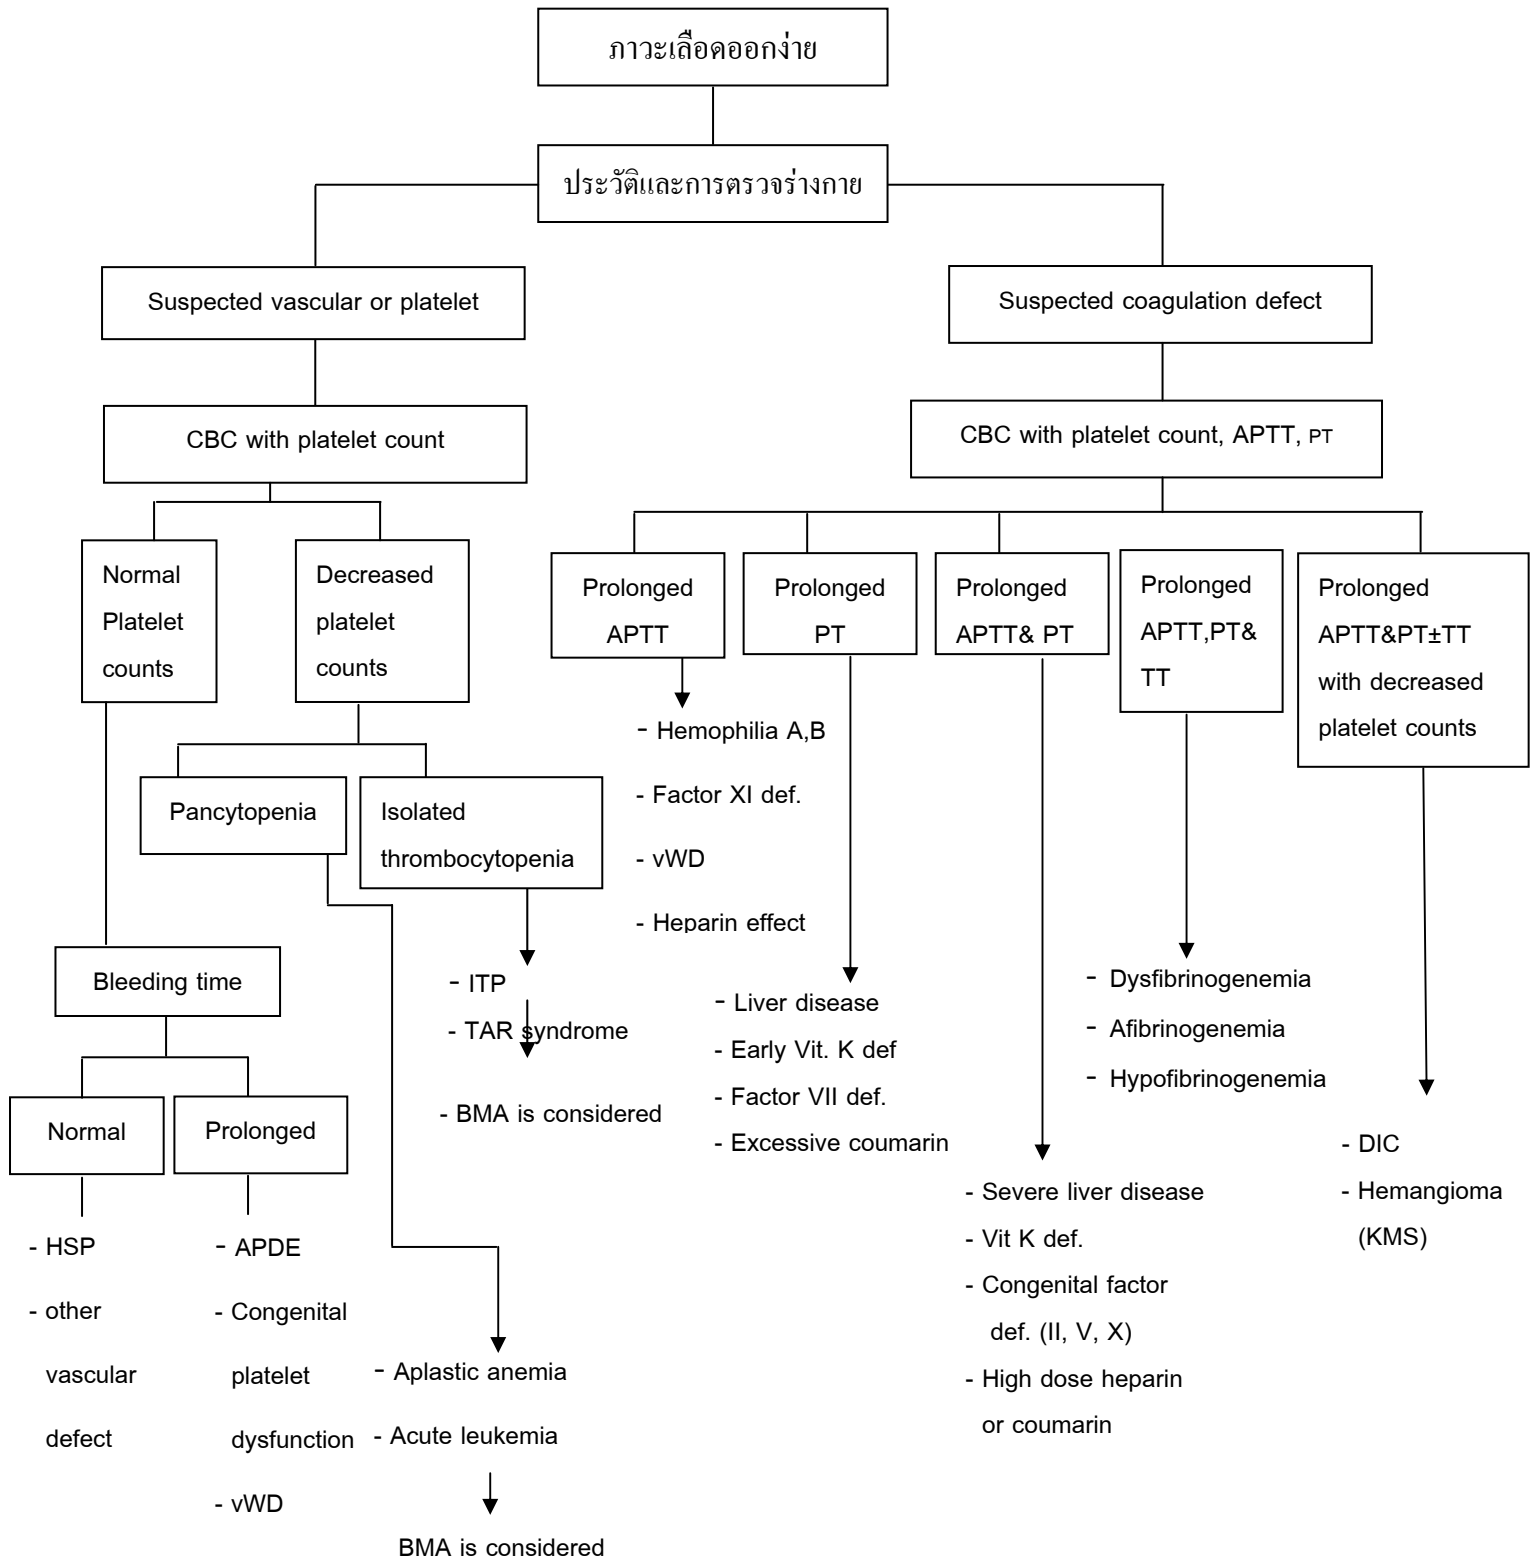 ภาวะเลือดออกง่าย
ประวัติและการตรวจร่างกาย
Suspected vascular or platelet
Suspected coagulation defect
CBC with platelet count
CBC with platelet count, APTT, PT
Normal
Platelet
counts
Decreased
platelet
counts
Prolonged
APTT
Prolonged
PT
Prolonged
APTT& PT
Prolonged
APTT,PT&
TT
Prolonged
APTT&PT±TT
with decreased
platelet counts
Pancytopenia
Isolated
thrombocytopenia
- Hemophilia A,B
- Factor XI def.
- vWD
- Heparin effect
Bleeding time
- ITP
- TAR syndrome
- BMA is considered
- Liver disease
- Early Vit. K def
- Factor VII def.
- Excessive coumarin
- Dysfibrinogenemia
- Afibrinogenemia
- Hypofibrinogenemia
Normal
Prolonged
- DIC
- Hemangioma
(KMS)
- Severe liver disease
- Vit K def.
- Congenital factor
def. (II, V, X)
- High dose heparin
or coumarin
- HSP
- other
vascular
defect
- APDE
- Congenital
platelet
dysfunction
- vWD
- Aplastic anemia
- Acute leukemia
BMA is considered